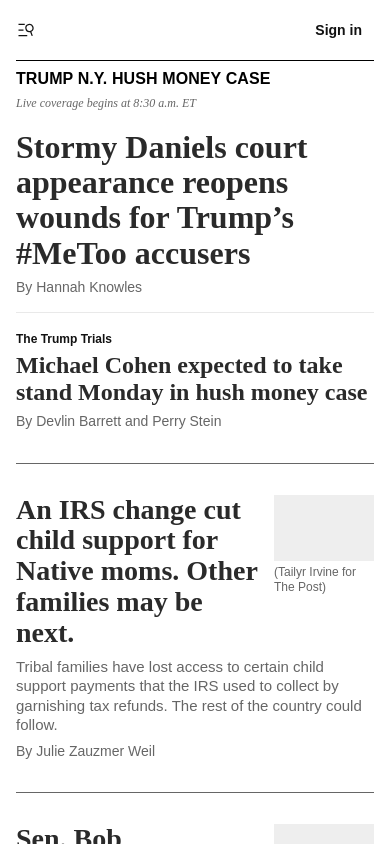 Sign in
TRUMP N.Y. HUSH MONEY CASE
Live coverage begins at 8:30 a.m. ET
Stormy Daniels court
appearance reopens
wounds for Trump’s
#MeToo accusers
By Hannah Knowles
The Trump Trials
Michael Cohen expected to take
stand Monday in hush money case
By Devlin Barrett and Perry Stein
An IRS change cut
child support for
Native moms. Other
families may be
next.
(Tailyr Irvine for
The Post)
Tribal families have lost access to certain child
support payments that the IRS used to collect by
garnishing tax refunds. The rest of the country could
follow.
By Julie Zauzmer Weil
Sen. Bob